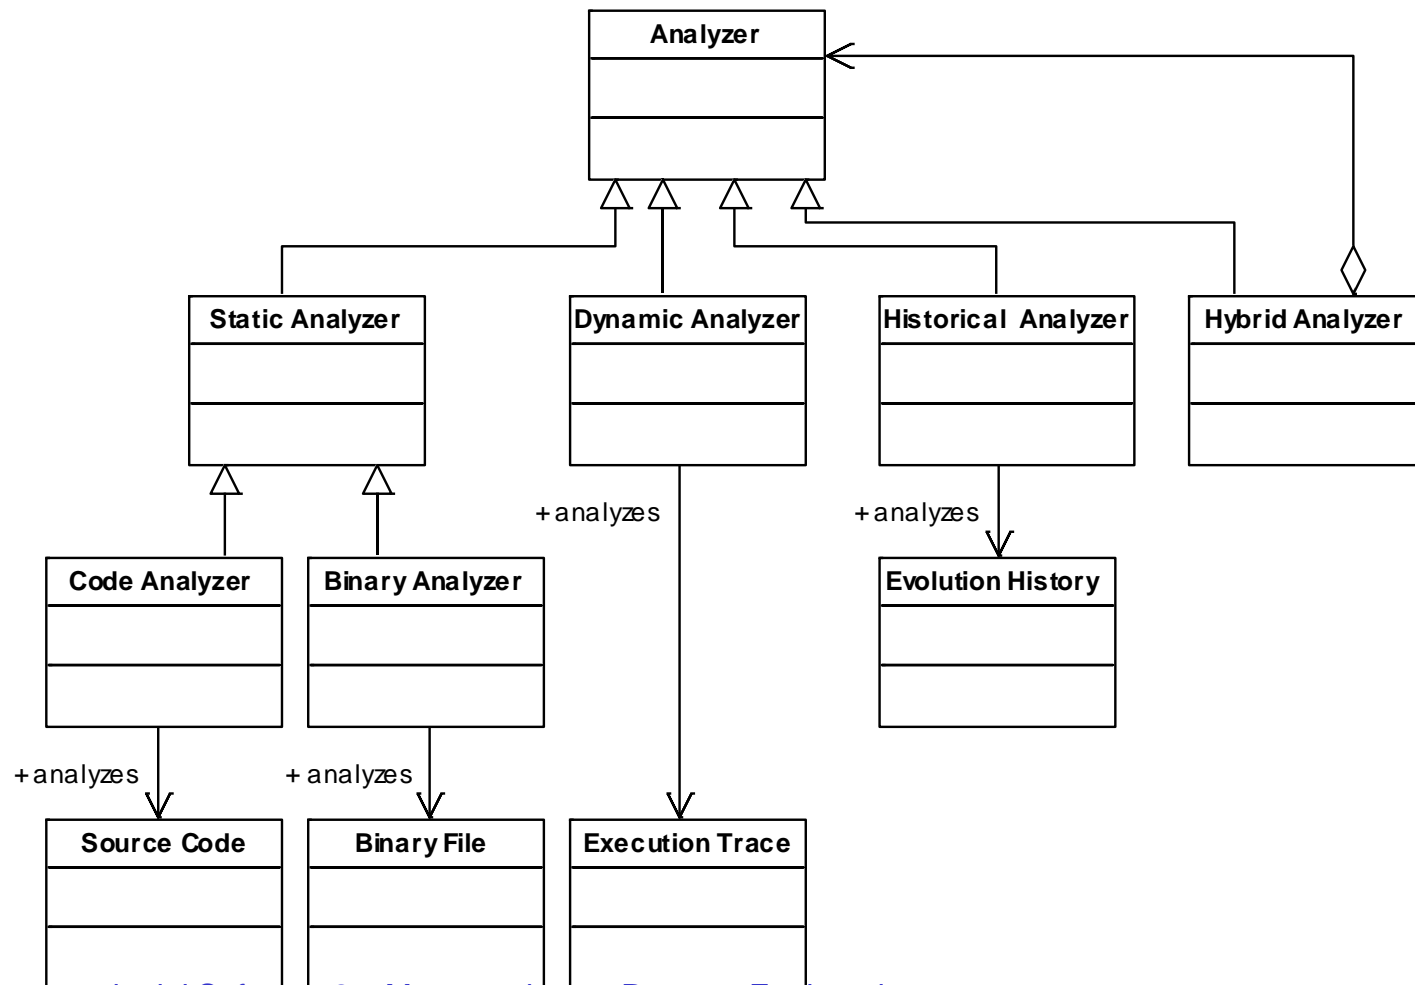 Analyzer
Static Analyzer
Dynamic Analyzer
Historical Analyzer
Hybrid Analyzer
+ analyzes
+ analyzes
Code Analyzer
Binary Analyzer
Evolution History
+ analyzes
+ analyzes
Source Code
Binary File
Execution Trace